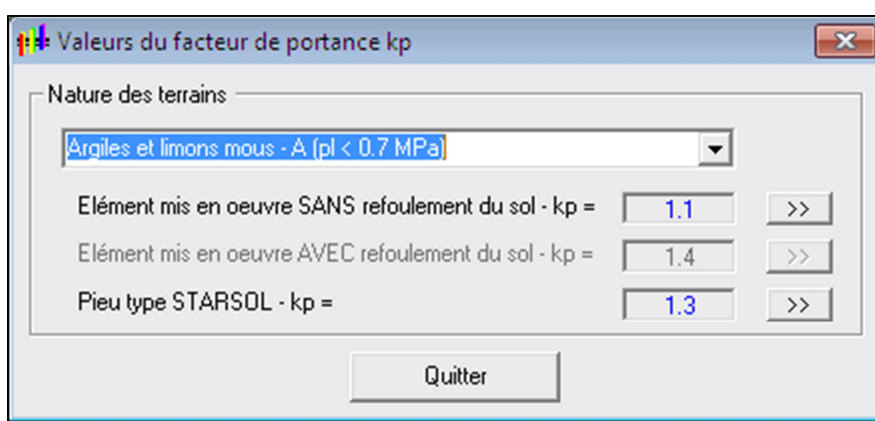 Valeurs du facteur de portance kp
Nature des terrains
Argiles et limons mous - A (pl < 0.7 MPa)
Elément mis en oeuvre SANS refoulement du sol - kp = 1.1 >>
Elément mis en oeuvre AVEC refoulement du sol - kp = 1.4 >>
Pieu type STARSOL - kp = 1.3 >>
Quitter